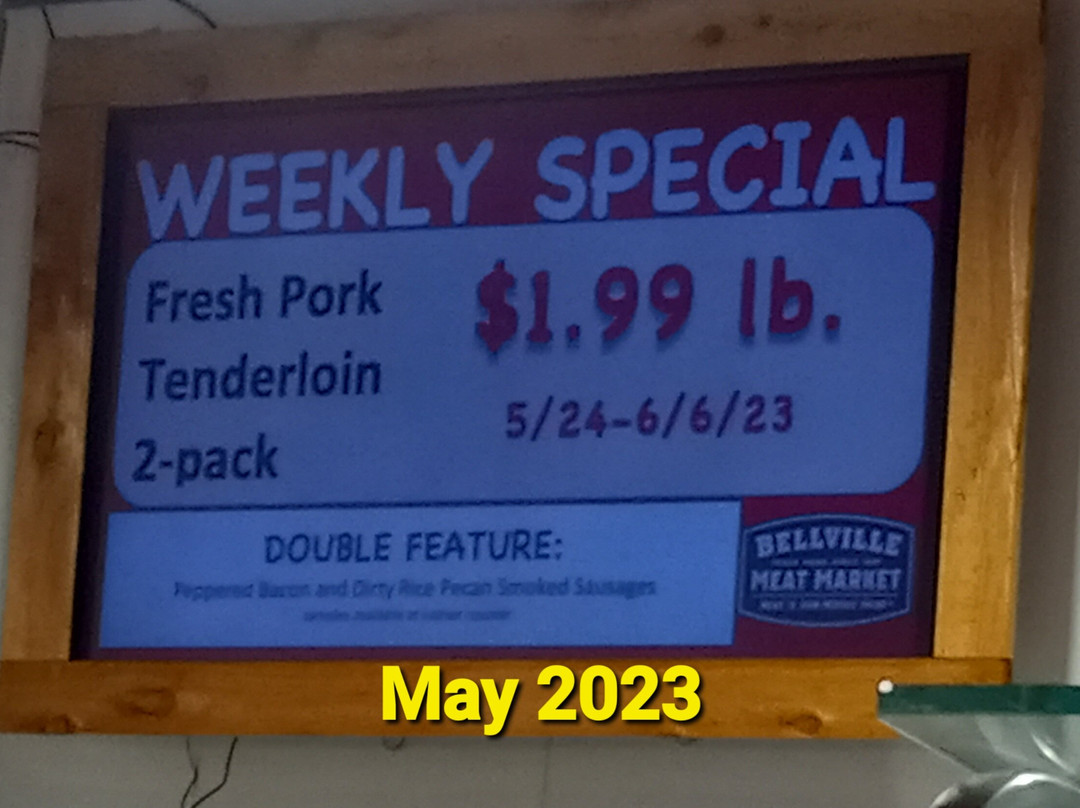 WEEKLY SPECIAL
Fresh Pork
Tenderloin
2-pack
$1.99 lb.
5/24-6/6/23
DOUBLE FEATURE:
Peppered Bacon and Dirty Rice Pecan Smoked Sausages
BELLVILLE
MEAT MARKET
May 2023